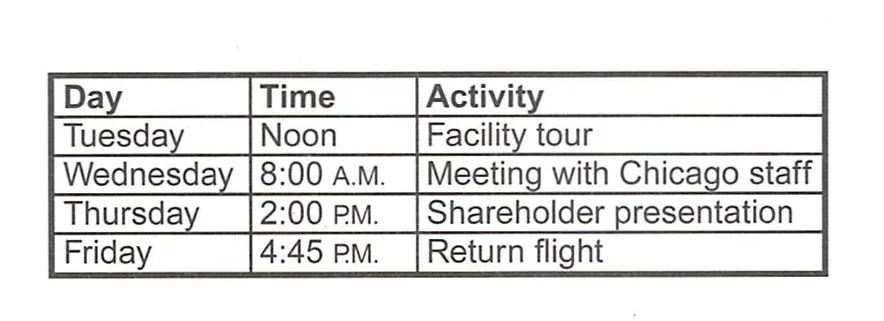 Day Time Activity
Tuesday Noon Facility tour
Wednesday 8:00 A.M. Meeting with Chicago staff
Thursday 2:00 P.M. Shareholder presentation
Friday 4:45 P.M. Return flight